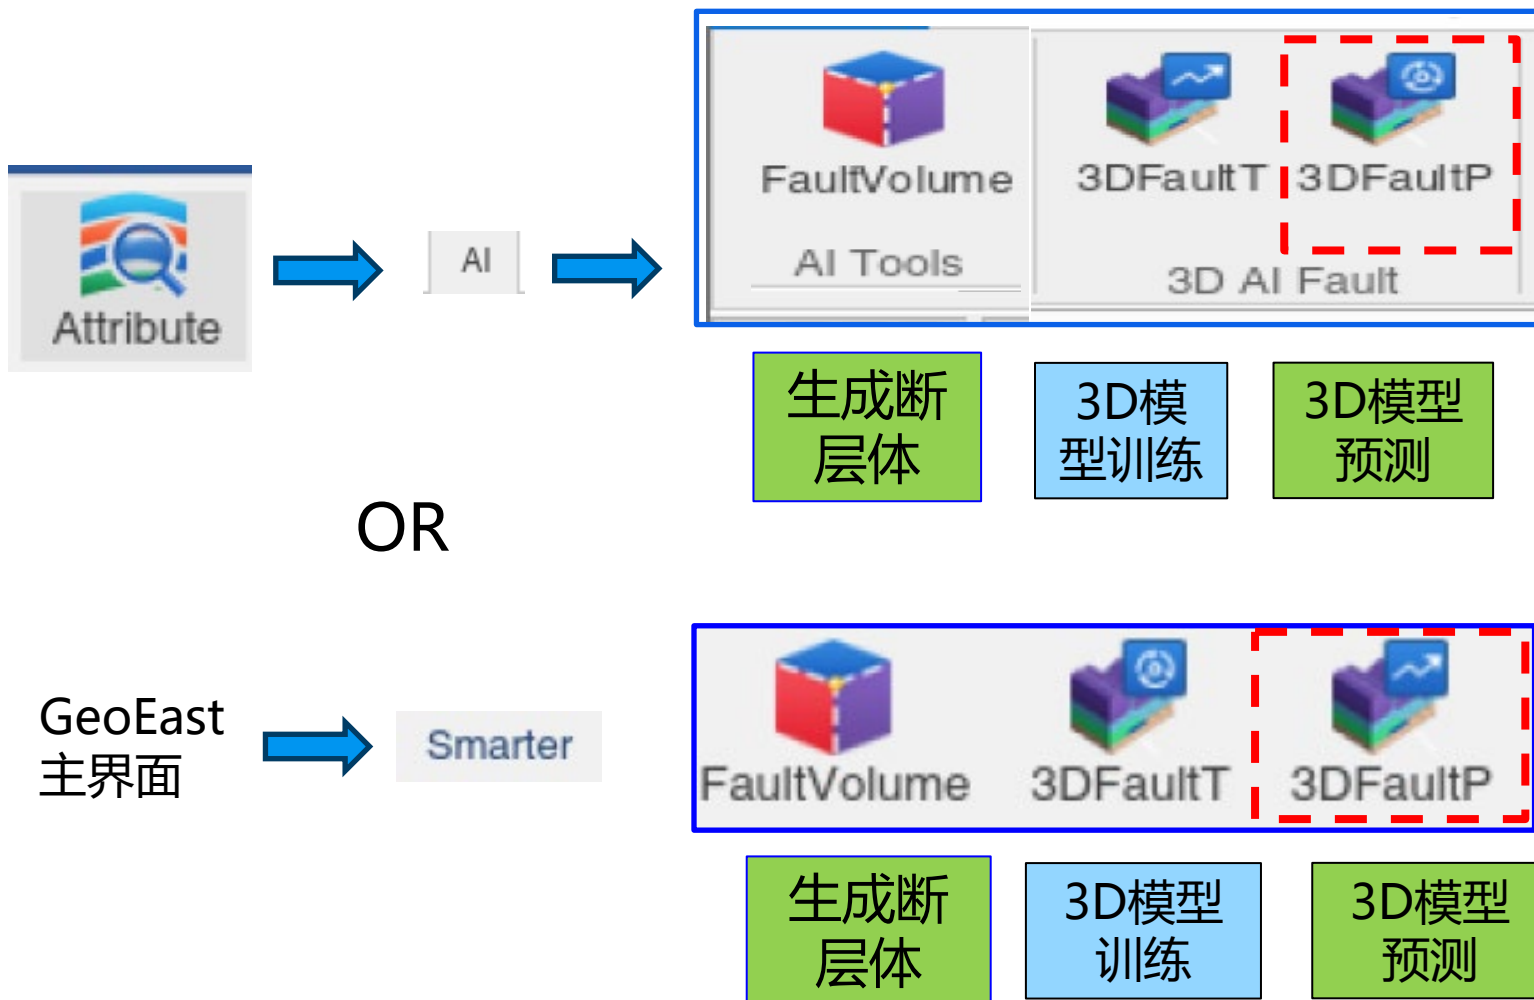 Attribute
AI
FaultVolume
3DFaultT
3DFaultP
AI Tools
3D AI Fault
生成断
层体
3D模
型训练
3D模型
预测
OR
GeoEast
主界面
Smarter
FaultVolume
3DFaultT
3DFaultP
生成断
层体
3D模型
训练
3D模型
预测